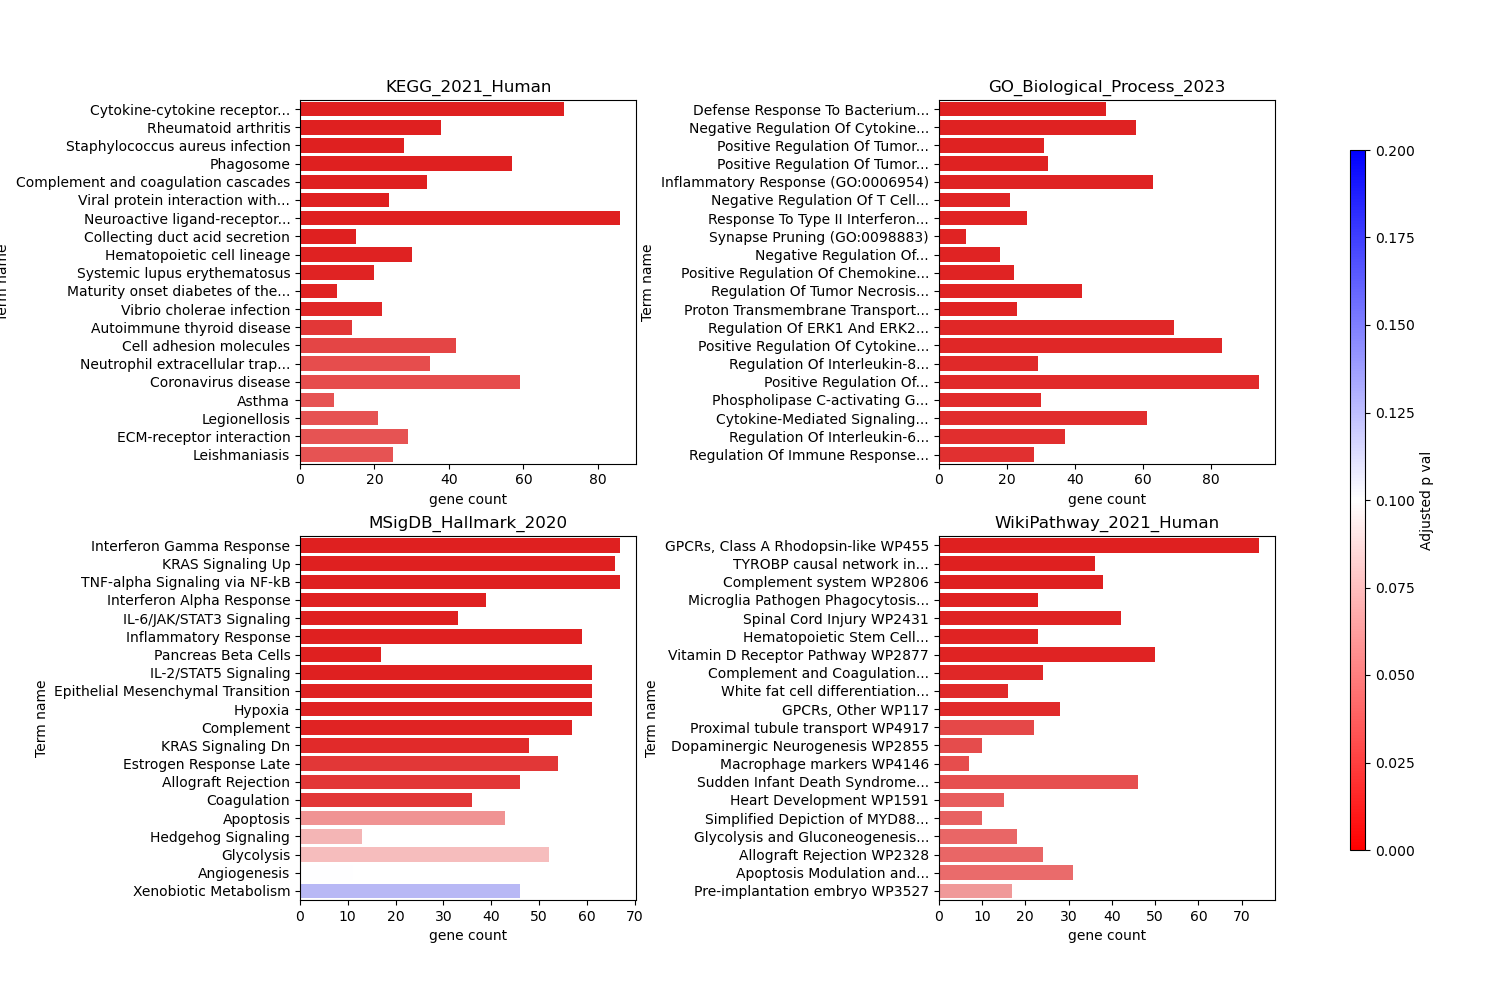 KEGG_2021_Human
Cytokine-cytokine receptor...
Rheumatoid arthritis
Staphylococcus aureus infection
Phagosome
Complement and coagulation cascades
Viral protein interaction with...
Neuroactive ligand-receptor...
Collecting duct acid secretion
Hematopoietic cell lineage
Systemic lupus erythematosus
Maturity onset diabetes of the...
Vibrio cholerae infection
Autoimmune thyroid disease
Cell adhesion molecules
Neutrophil extracellular trap...
Coronavirus disease
Asthma
Legionellosis
ECM-receptor interaction
Leishmaniasis
Term name
0 20 40 60 80
gene count
GO_Biological_Process_2023
Defense Response To Bacterium...
Negative Regulation Of Cytokine...
Positive Regulation Of Tumor...
Positive Regulation Of Tumor...
Inflammatory Response (GO:0006954)
Negative Regulation Of T Cell...
Response To Type II Interferon...
Synapse Pruning (GO:0098883)
Negative Regulation Of...
Positive Regulation Of Chemokine...
Regulation Of Tumor Necrosis...
Proton Transmembrane Transport...
Regulation Of ERK1 And ERK2...
Positive Regulation Of Cytokine...
Regulation Of Interleukin-8...
Positive Regulation Of...
Phospholipase C-activating G...
Cytokine-Mediated Signaling...
Regulation Of Interleukin-6...
Regulation Of Immune Response...
Term name
0 20 40 60 80
gene count
MSigDB_Hallmark_2020
Interferon Gamma Response
KRAS Signaling Up
TNF-alpha Signaling via NF-kB
Interferon Alpha Response
IL-6/JAK/STAT3 Signaling
Inflammatory Response
Pancreas Beta Cells
IL-2/STAT5 Signaling
Epithelial Mesenchymal Transition
Hypoxia
Complement
KRAS Signaling Dn
Estrogen Response Late
Allograft Rejection
Coagulation
Apoptosis
Hedgehog Signaling
Glycolysis
Angiogenesis
Xenobiotic Metabolism
Term name
0 10 20 30 40 50 60 70
gene count
WikiPathway_2021_Human
GPCRs, Class A Rhodopsin-like WP455
TYROBP causal network in...
Complement system WP2806
Microglia Pathogen Phagocytosis...
Spinal Cord Injury WP2431
Hematopoietic Stem Cell...
Vitamin D Receptor Pathway WP2877
Complement and Coagulation...
White fat cell differentiation...
GPCRs, Other WP117
Proximal tubule transport WP4917
Dopaminergic Neurogenesis WP2855
Macrophage markers WP4146
Sudden Infant Death Syndrome...
Heart Development WP1591
Simplified Depiction of MYD88...
Glycolysis and Gluconeogenesis...
Allograft Rejection WP2328
Apoptosis Modulation and...
Pre-implantation embryo WP3527
Term name
0 10 20 30 40 50 60 70
gene count
0.200
0.175
0.150
0.125
0.100
0.075
0.050
0.025
0.000
Adjusted p val